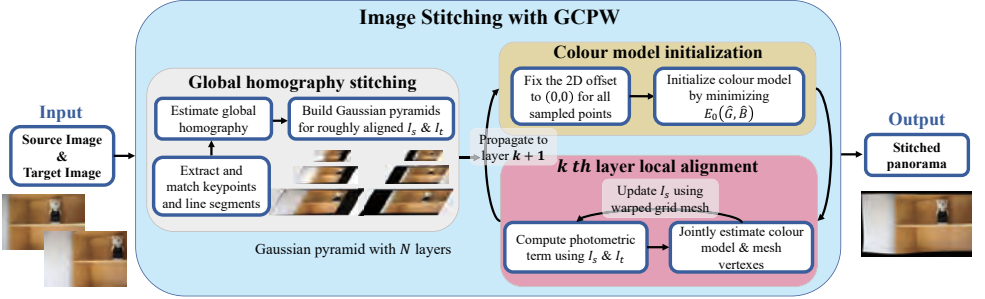 Image Stitching with GCPW
Input
Source Image
&
Target Image
Global homography stitching
Estimate global
homography
Build Gaussian pyramids
for roughly aligned I_s & I_t
Extract and
match keypoints
and line segments
Gaussian pyramid with N layers
Propagate to
layer k + 1
Colour model initialization
Fix the 2D offset
to (0,0) for all
sampled points
Initialize colour model
by minimizing
E_0(Ĝ, B̂)
k th layer local alignment
Update I_s using
warped grid mesh
Compute photometric
term using I_s & I_t
Jointly estimate colour
model & mesh
vertexes
Output
Stitched
panorama